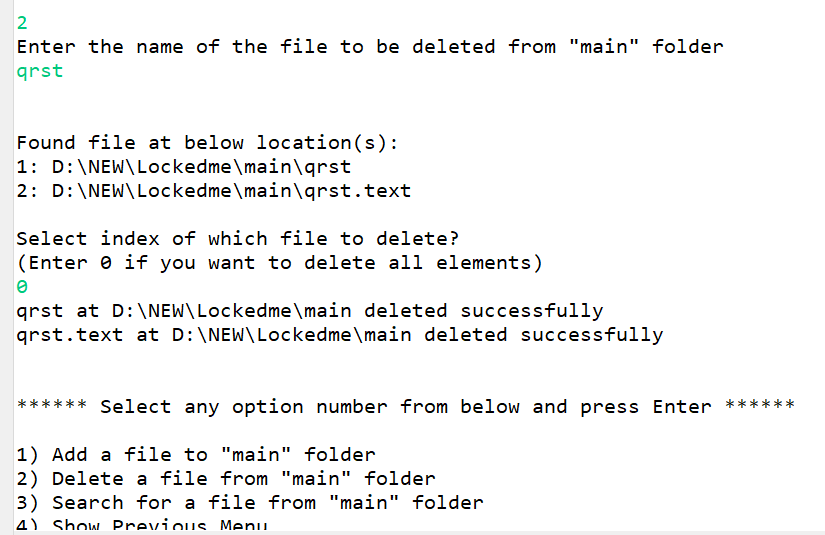 2
Enter the name of the file to be deleted from "main" folder
qrst
Found file at below location(s):
1: D:\NEW\Lockedme\main\qrst
2: D:\NEW\Lockedme\main\qrst.text
Select index of which file to delete?
(Enter 0 if you want to delete all elements)
0
qrst at D:\NEW\Lockedme\main deleted successfully
qrst.text at D:\NEW\Lockedme\main deleted successfully
****** Select any option number from below and press Enter ******
1) Add a file to "main" folder
2) Delete a file from "main" folder
3) Search for a file from "main" folder
4) Show Previous Menu